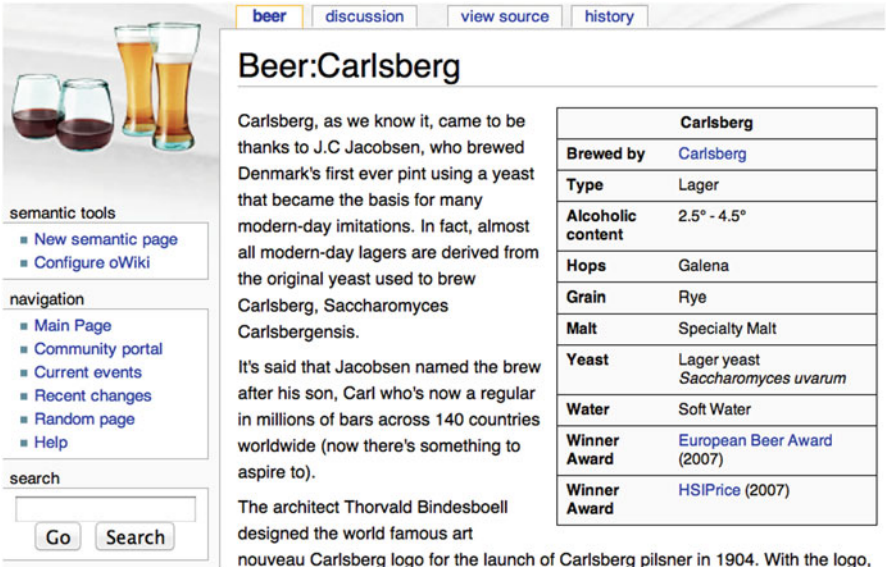 beer
discussion
view source
history
Beer:Carlsberg
Carlsberg, as we know it, came to be
thanks to J.C Jacobsen, who brewed
Denmark's first ever pint using a yeast
that became the basis for many
modern-day imitations. In fact, almost
all modern-day lagers are derived from
the original yeast used to brew
Carlsberg, Saccharomyces
Carlsbergensis.
It's said that Jacobsen named the brew
after his son, Carl who's now a regular
in millions of bars across 140 countries
worldwide (now there's something to
aspire to).
The architect Thorvald Bindesboell
designed the world famous art
nouveau Carlsberg logo for the launch of Carlsberg pilsner in 1904. With the logo,
Carlsberg
Brewed by Carlsberg
Type Lager
Alcoholic 2.5° - 4.5°
content
Hops Galena
Grain Rye
Malt Specialty Malt
Yeast Lager yeast
Saccharomyces uvarum
Water Soft Water
Winner European Beer Award
Award (2007)
Winner HSIPrice (2007)
Award
semantic tools
New semantic page
Configure oWiki
navigation
Main Page
Community portal
Current events
Recent changes
Random page
Help
search
Go Search